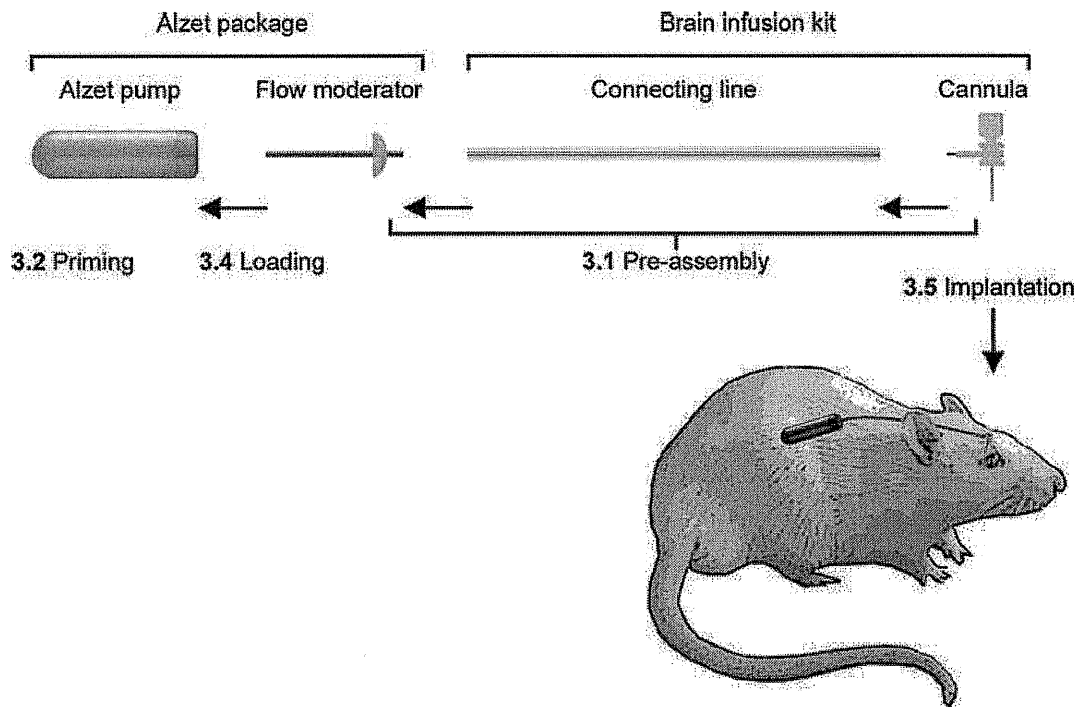 Alzet package Brain infusion kit
Alzet pump Flow moderator Connecting line Cannula
3.2 Priming 3.4 Loading 3.1 Pre-assembly
3.5 Implantation